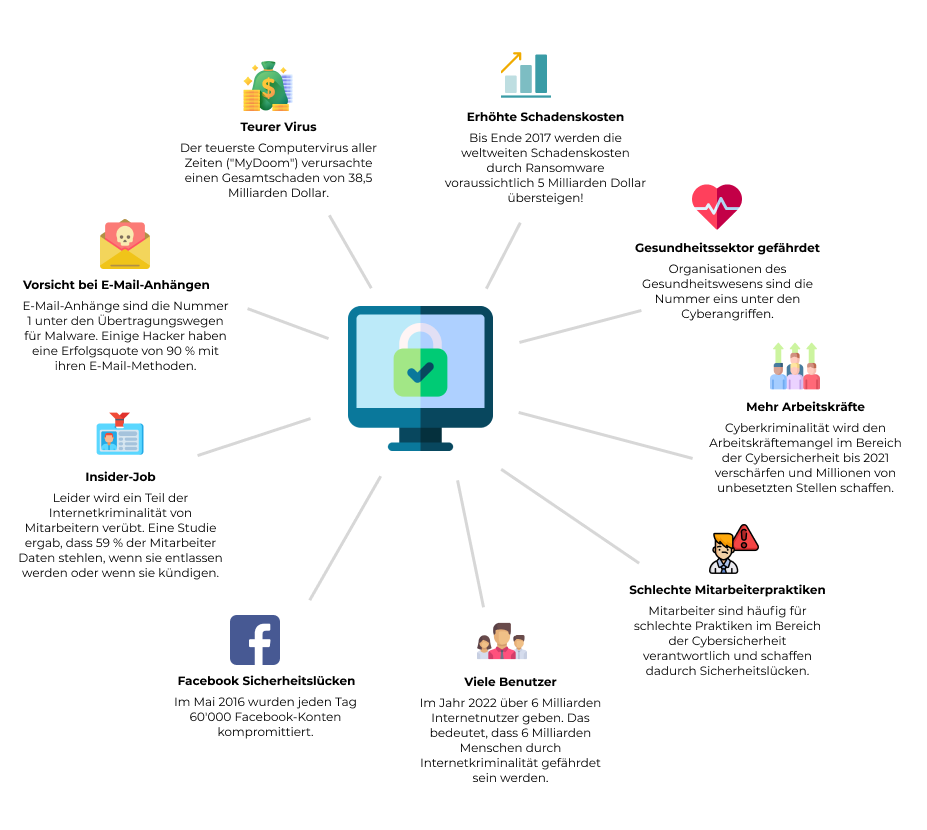 Teurer Virus
Der teuerste Computervirus aller
Zeiten ("MyDoom") verursachte
einen Gesamtschaden von 38,5
Milliarden Dollar.
Erhöhte Schadenskosten
Bis Ende 2017 werden die
weltweiten Schadenskosten
durch Ransomware
voraussichtlich 5 Milliarden Dollar
übersteigen!
Gesundheitssektor gefährdet
Organisationen des
Gesundheitswesens sind die
Nummer eins unter den
Cyberangriffen.
Vorsicht bei E-Mail-Anhängen
E-Mail-Anhänge sind die Nummer
1 unter den Übertragungswegen
für Malware. Einige Hacker haben
eine Erfolgsquote von 90 % mit
ihren E-Mail-Methoden.
Mehr Arbeitskräfte
Cyberkriminalität wird den
Arbeitskräftemangel im Bereich
der Cybersicherheit bis 2021
verschärfen und Millionen von
unbesetzten Stellen schaffen.
Insider-Job
Leider wird ein Teil der
Internetkriminalität von
Mitarbeitern verübt. Eine Studie
ergab, dass 59 % der Mitarbeiter
Daten stehlen, wenn sie entlassen
werden oder wenn sie kündigen.
Schlechte Mitarbeiterpraktiken
Mitarbeiter sind häufig für
schlechte Praktiken im Bereich
der Cybersicherheit
verantwortlich und schaffen
dadurch Sicherheitslücken.
Facebook Sicherheitslücken
Im Mai 2016 wurden jeden Tag
60'000 Facebook-Konten
kompromittiert.
Viele Benutzer
Im Jahr 2022 über 6 Milliarden
Internetnutzer geben. Das
bedeutet, dass 6 Milliarden
Menschen durch
Internetkriminalität gefährdet
sein werden.